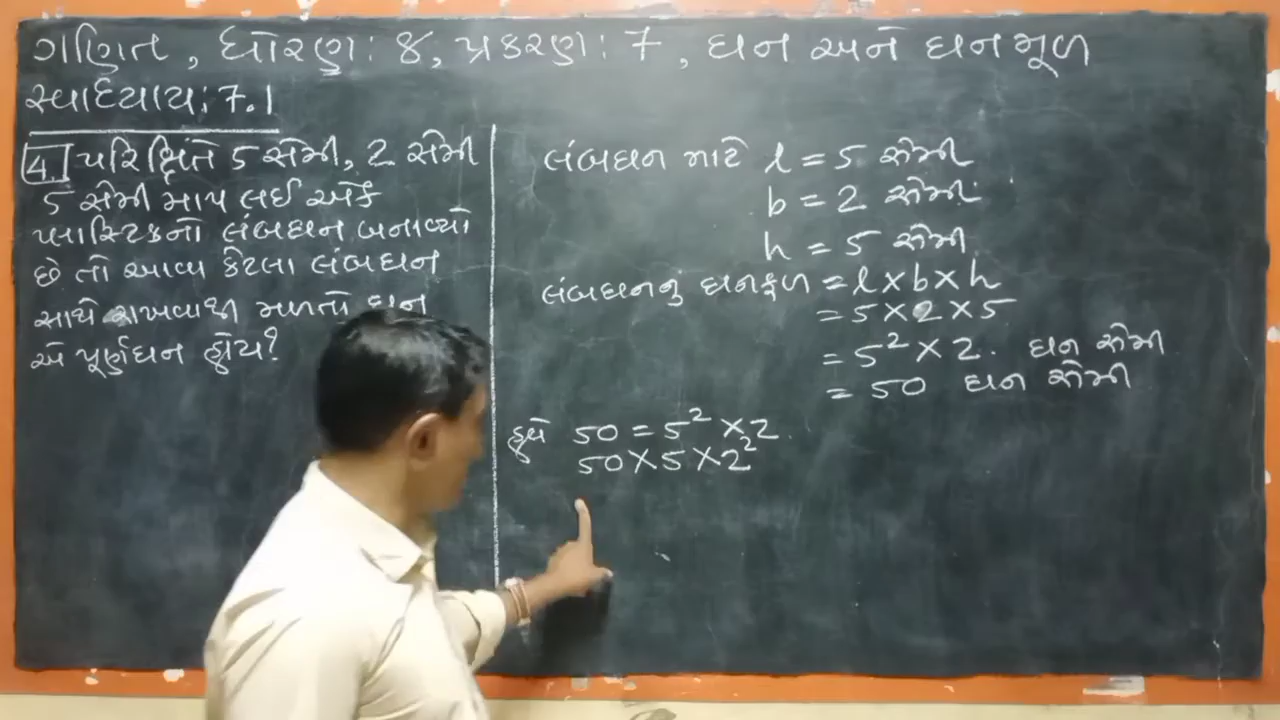 ગણિત, ધોરણ: ૪, પ્રકરણ: 7, ઘન અને ઘનમૂળ
સ્વાધ્યાય: 7.1
4. પરિક્ષિતે 5 સેમી, 2 સેમી
5 સેમી માપ લઈ એક
પ્લાસ્ટિકનો લંબઘન બનાવ્યો
છે તો આવા કેટલા લંબઘન
સાથે રાખવાથી મળતો ઘન
એ પૂર્ણઘન હોય?
લંબઘન માટે l = 5 સેમી
b = 2 સેમી
h = 5 સેમી
લંબઘનનું ઘનફળ = l × b × h
= 5 × 2 × 5
= 5² × 2. ઘન સેમી
= 50 ઘન સેમી
હવે 50 = 5² × 2.
50 × 5 × 2²